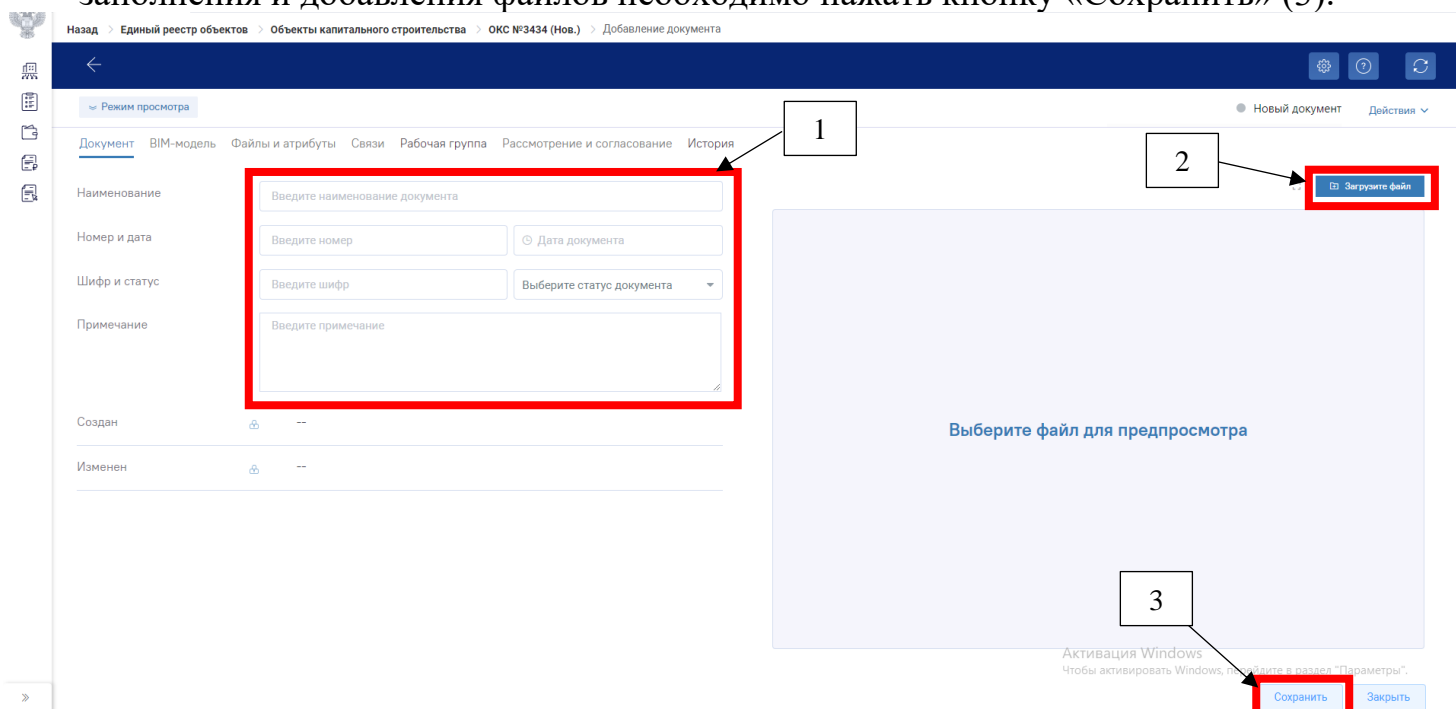 заполнения и добавления файлов необходимо нажать кнопку «Сохранить» (3).
Назад > Единый реестр объектов > Объекты капитального строительства > ОКС №3434 (Нов.) > Добавление документа
Режим просмотра
Новый документ Действия
1
Документ BIM-модель Файлы и атрибуты Связи Рабочая группа Рассмотрение и согласование История
2
Загрузите файл
Наименование Введите наименование документа
Номер и дата Введите номер Дата документа
Шифр и статус Введите шифр Выберите статус документа
Примечание Введите примечание
Создан --
Выберите файл для предпросмотра
Изменен --
3
Активация Windows
Чтобы активировать Windows, перейдите в раздел "Параметры".
Сохранить Закрыть